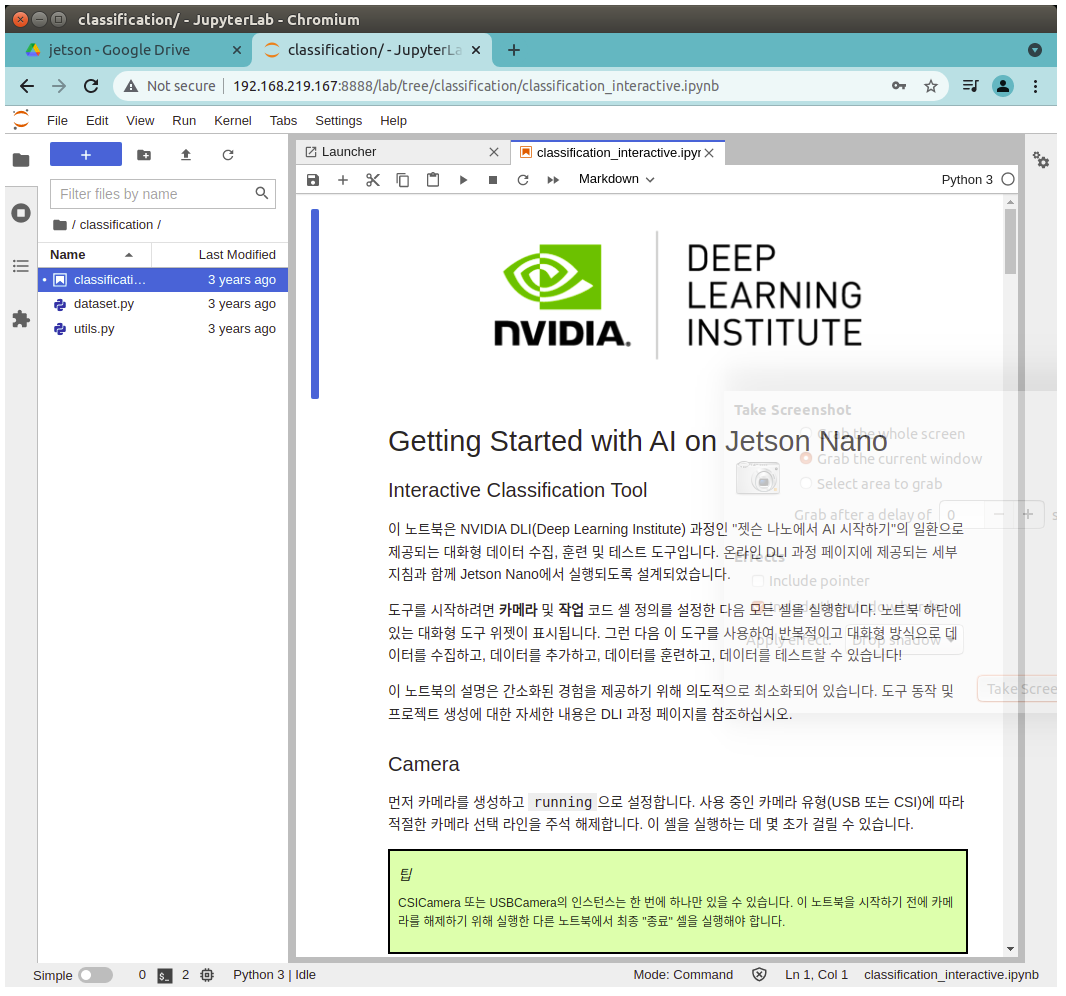 classification/ - JupyterLab - Chromium
jetson - Google Drive
classification/ - JupyterLa
Not secure
192.168.219.167:8888/lab/tree/classification/classification_interactive.ipynb
File Edit View Run Kernel Tabs Settings Help
Filter files by name
/ classification /
Name Last Modified
classificati… 3 years ago
dataset.py 3 years ago
utils.py 3 years ago
Launcher
classification_interactive.ipyr
Markdown
Python 3
NVIDIA.
DEEP
LEARNING
INSTITUTE
Getting Started with AI on Jetson Nano
Interactive Classification Tool
이 노트북은 NVIDIA DLI(Deep Learning Institute) 과정인 "젯슨 나노에서 AI 시작하기"의 일환으로
제공되는 대화형 데이터 수집, 훈련 및 테스트 도구입니다. 온라인 DLI 과정 페이지에 제공되는 세부
지침과 함께 Jetson Nano에서 실행되도록 설계되었습니다.
도구를 시작하려면 카메라 및 작업 코드 셀 정의를 설정한 다음 모든 셀을 실행합니다. 노트북 하단에
있는 대화형 도구 위젯이 표시됩니다. 그런 다음 이 도구를 사용하여 반복적이고 대화형 방식으로 데
이터를 수집하고, 데이터를 추가하고, 데이터를 훈련하고, 데이터를 테스트할 수 있습니다!
이 노트북의 설명은 간소화된 경험을 제공하기 위해 의도적으로 최소화되어 있습니다. 도구 동작 및
프로젝트 생성에 대한 자세한 내용은 DLI 과정 페이지를 참조하십시오.
Camera
먼저 카메라를 생성하고 running 으로 설정합니다. 사용 중인 카메라 유형(USB 또는 CSI)에 따라
적절한 카메라 선택 라인을 주석 해제합니다. 이 셀을 실행하는 데 몇 초가 걸릴 수 있습니다.
팁
CSICamera 또는 USBCamera의 인스턴스는 한 번에 하나만 있을 수 있습니다. 이 노트북을 시작하기 전에 카메
라를 해제하기 위해 실행한 다른 노트북에서 최종 "종료" 셀을 실행해야 합니다.
Take Screenshot
Grab the whole screen
Grab the current window
Select area to grab
Grab after a delay of 0 s
Effects
Include pointer
Apply effect: Drop shadow
Take Scree
Simple 0 2 Python 3 | Idle Mode: Command Ln 1, Col 1 classification_interactive.ipynb